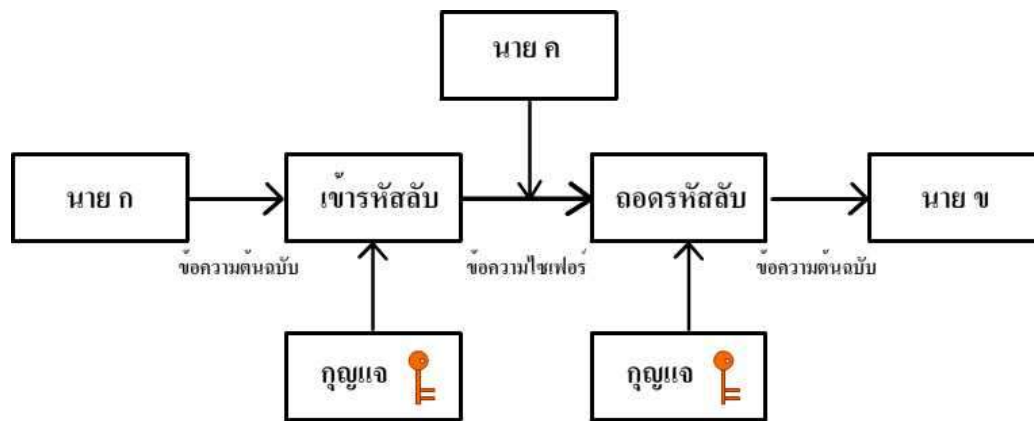 นาย ค
นาย ก
เข้ารหัสลับ
ถอดรหัสลับ
นาย ข
ข้อความต้นฉบับ
ข้อความไซเฟอร์
ข้อความต้นฉบับ
กุญแจ
กุญแจ